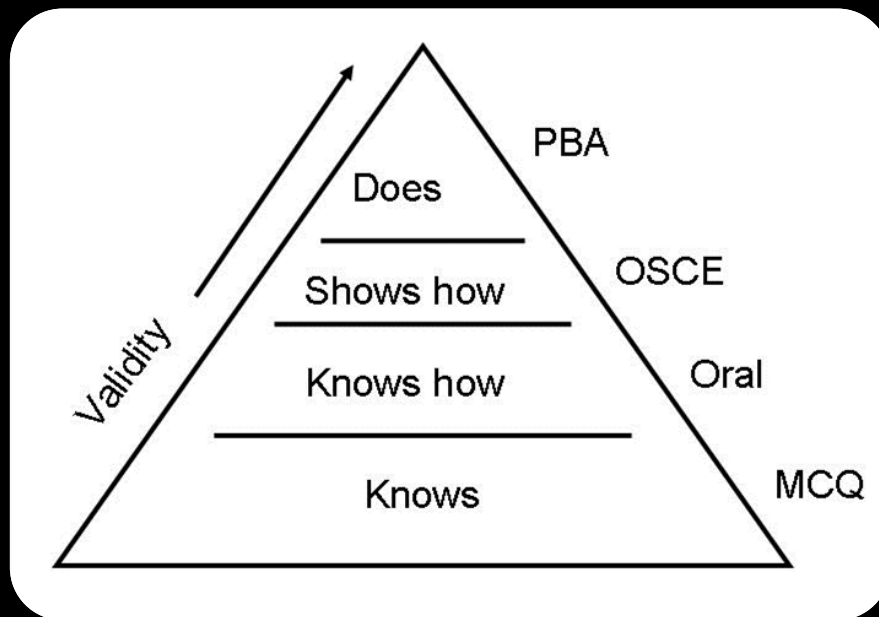 PBA
Does
OSCE
Shows how
Validity
Oral
Knows how
MCQ
Knows